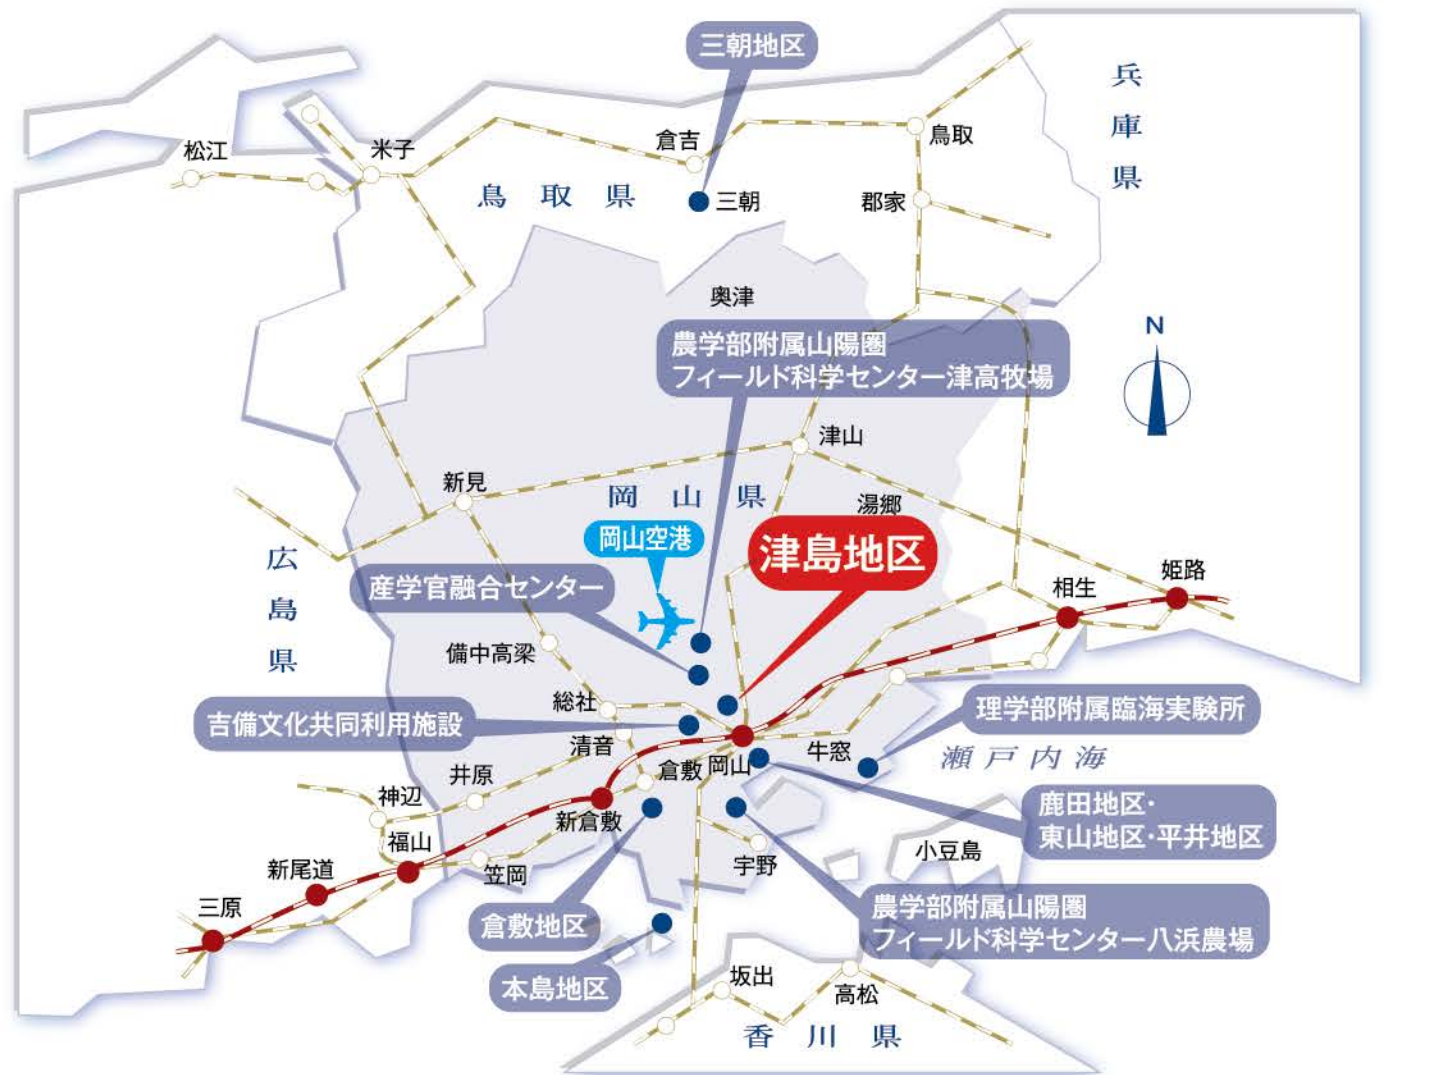 三朝地区
兵庫県
松江
米子
倉吉
鳥取
鳥取県
三朝
郡家
奥津
N
農学部附属山陽圏
フィールド科学センター津高牧場
津山
新見
岡山県
湯郷
岡山空港
津島地区
広島県
産学官融合センター
相生
姫路
備中高梁
総社
吉備文化共同利用施設
清音
理学部附属臨海実験所
倉敷
岡山
牛窓
瀬戸内海
井原
神辺
新倉敷
鹿田地区・
東山地区・平井地区
福山
小豆島
新尾道
笠岡
宇野
三原
倉敷地区
農学部附属山陽圏
フィールド科学センター八浜農場
本島地区
坂出
高松
香川県